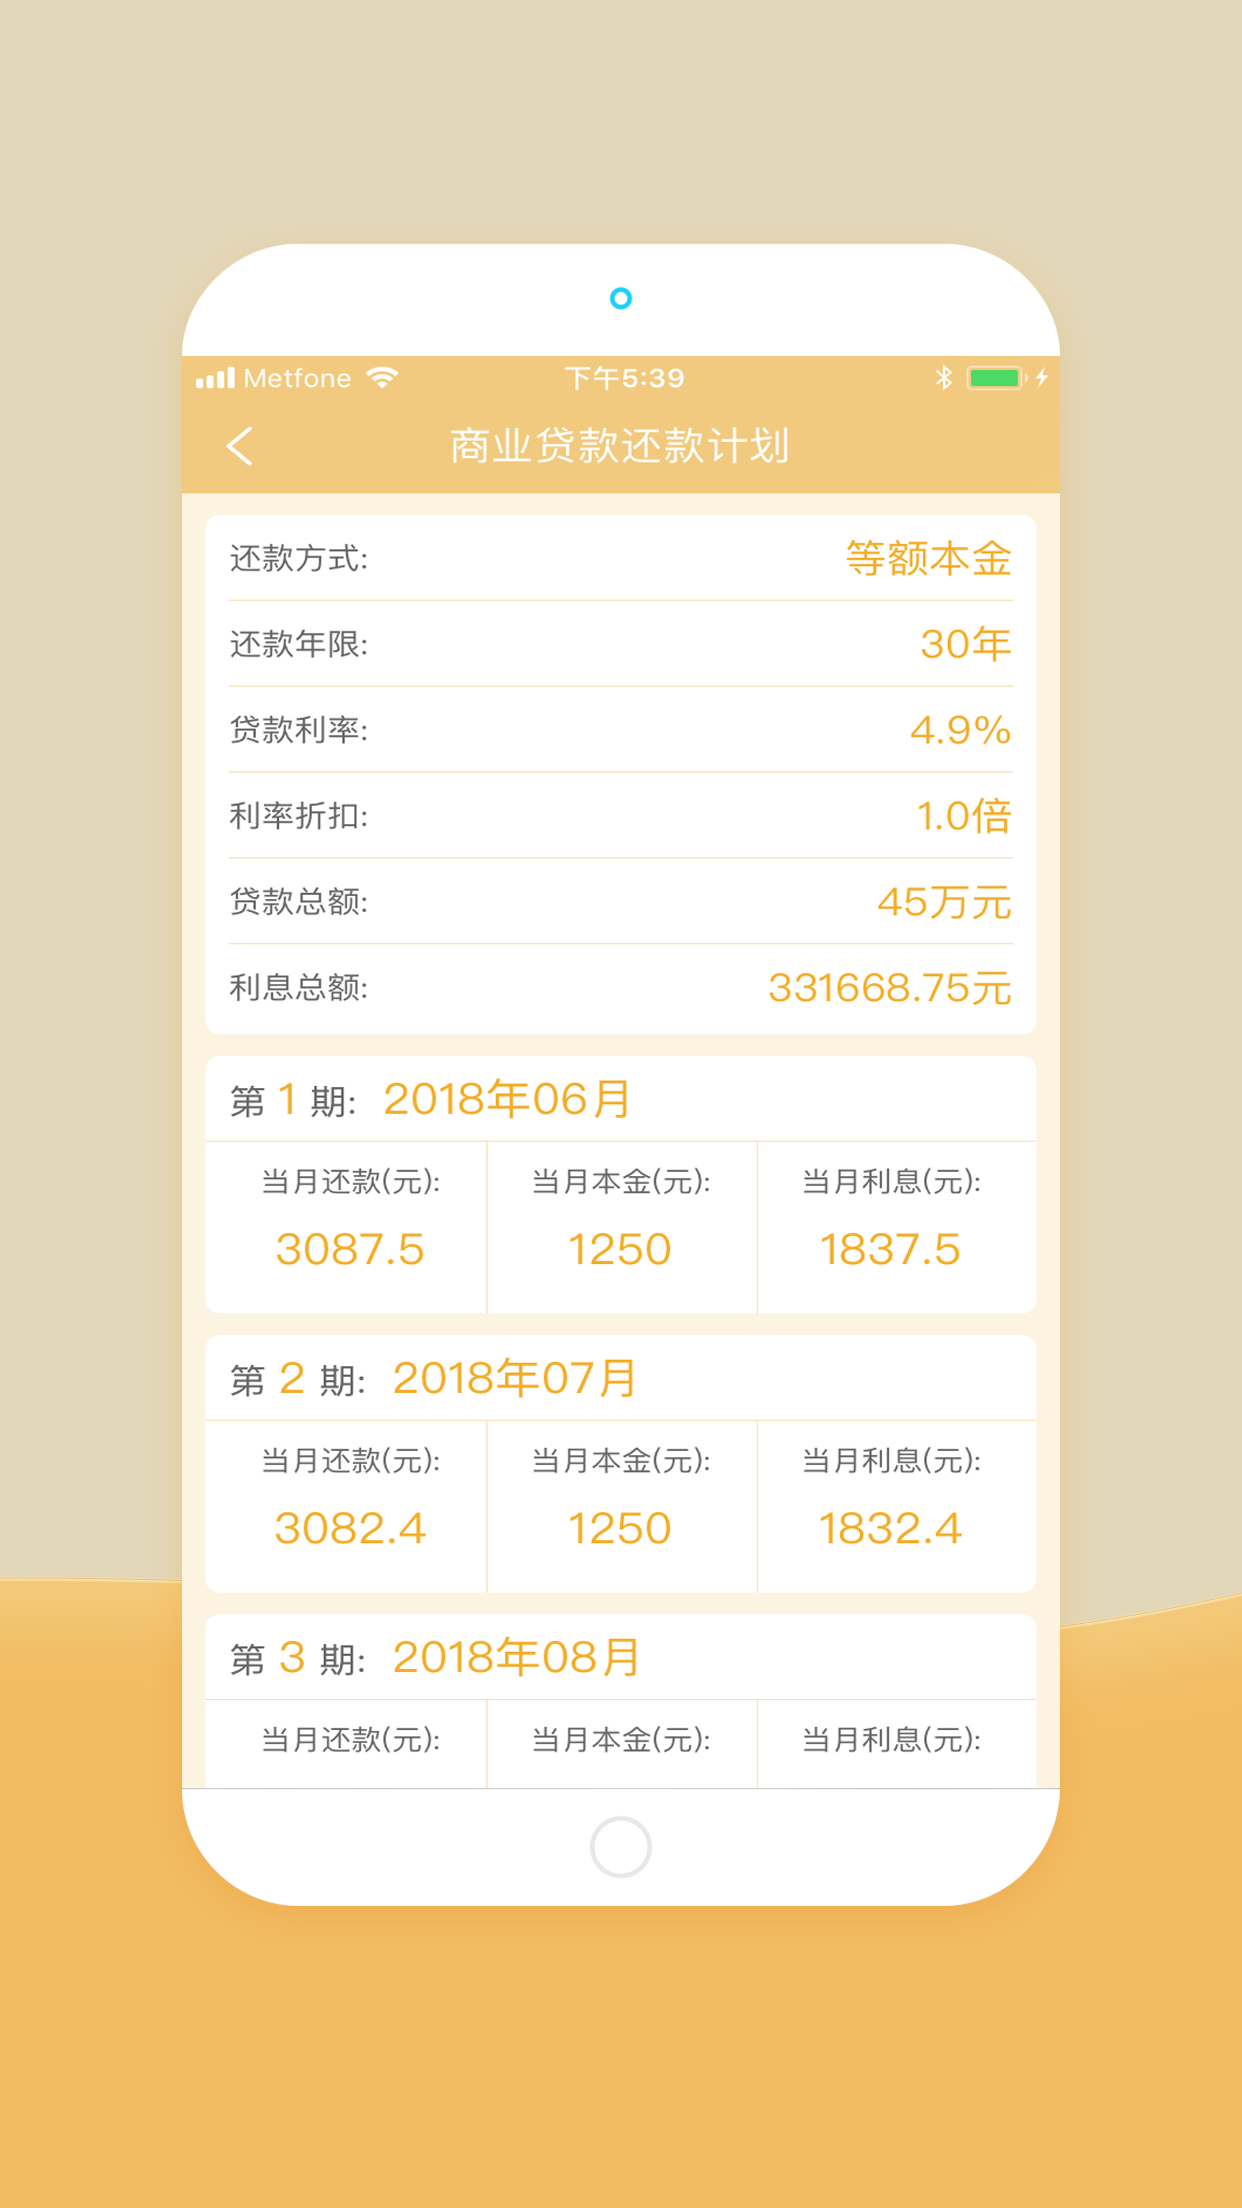 Metfone 下午5:39
商业贷款还款计划
还款方式: 等额本金
还款年限: 30年
贷款利率: 4.9%
利率折扣: 1.0倍
贷款总额: 45万元
利息总额: 331668.75元
第 1 期: 2018年06月
当月还款(元): 当月本金(元): 当月利息(元):
3087.5 1250 1837.5
第 2 期: 2018年07月
当月还款(元): 当月本金(元): 当月利息(元):
3082.4 1250 1832.4
第 3 期: 2018年08月
当月还款(元): 当月本金(元): 当月利息(元):